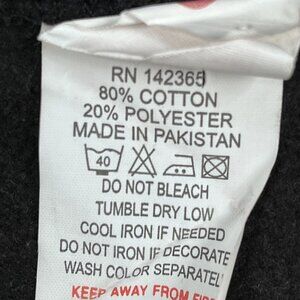 RN 142365
80% COTTON
20% POLYESTER
MADE IN PAKISTAN
40
DO NOT BLEACH
TUMBLE DRY LOW
COOL IRON IF NEEDED
DO NOT IRON IF DECORATE
WASH COLOR SEPARATEL
KEEP AWAY FROM FIRE